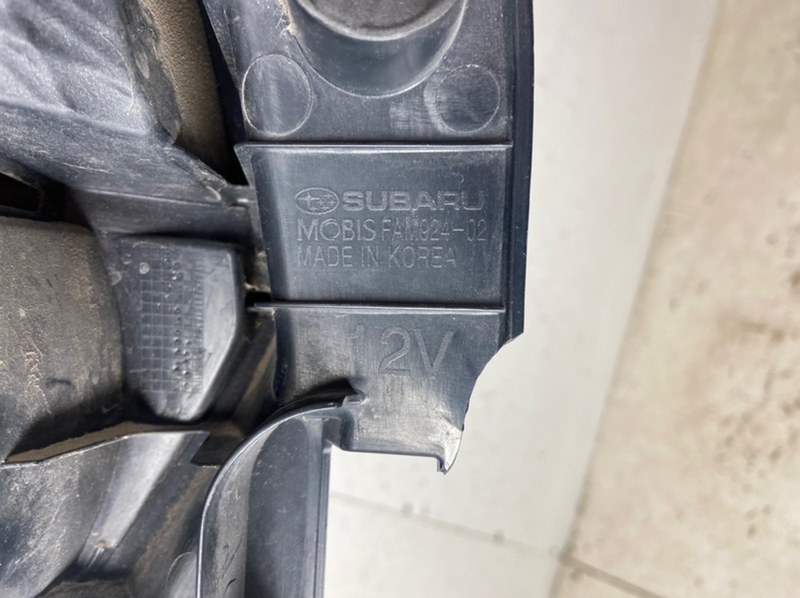 SUBARU
MOBIS FAM924-02
MADE IN KOREA
12V